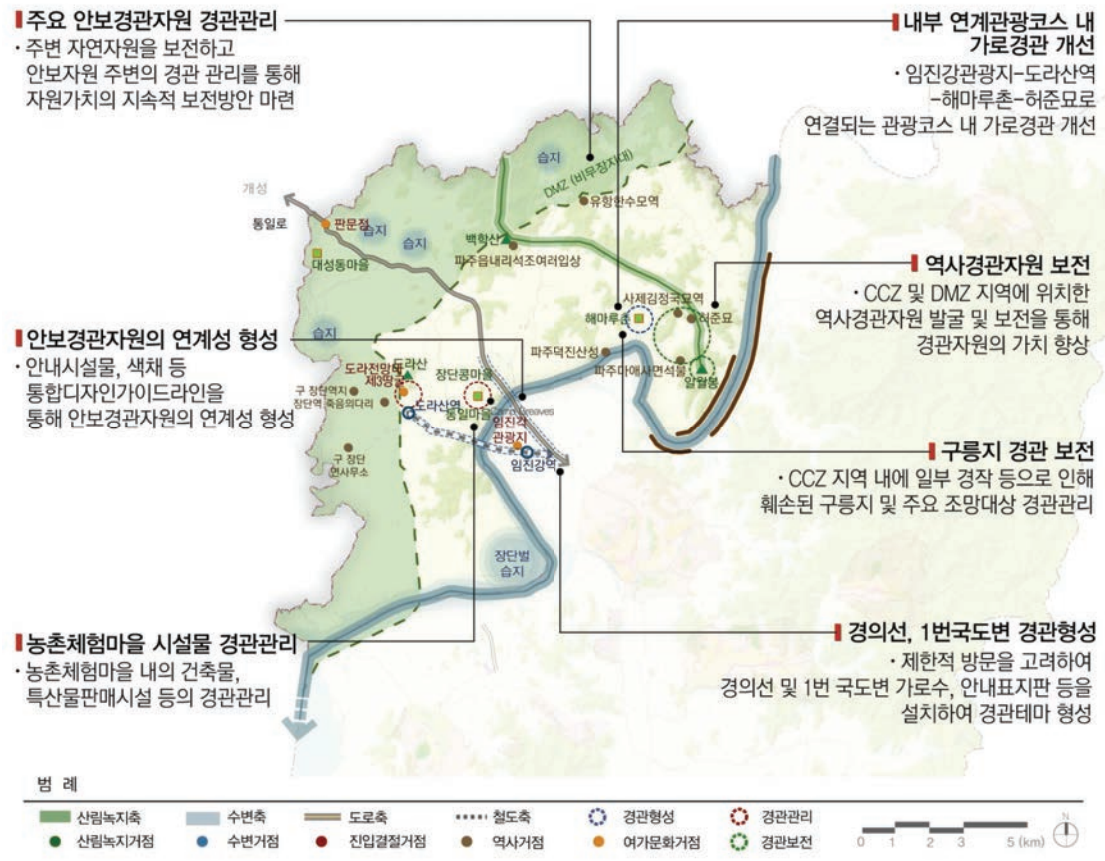 주요 안보경관자원 경관관리
· 주변 자연자원을 보전하고
안보자원 주변의 경관 관리를 통해
자원가치의 지속적 보전방안 마련
내부 연계관광코스 내
가로경관 개선
· 임진강관광지-도라산역
-해마루촌-허준묘로
연결되는 관광코스 내 가로경관 개선
습지
DMZ (비무장지대)
유항한수모역
개성
통일로
판문점
습지
습지
대성동마을
백학산
파주읍내리석조여러입상
역사경관자원 보전
· CCZ 및 DMZ 지역에 위치한
역사경관자원 발굴 및 보전을 통해
경관자원의 가치 향상
사제김정국묘역
해마루촌
허준묘
습지
안보경관자원의 연계성 형성
· 안내시설물, 색채 등
통합디자인가이드라인을
통해 안보경관자원의 연계성 형성
파주덕진산성
파주마애사면석불
일월봉
도라전망대
도라산
제3땅굴
장단콩마을
구 장단역지
장단역 죽음의다리
도라산역
통일마을
Camp Greaves
임진각
관광지
임진강역
구 장단
면사무소
구릉지 경관 보전
· CCZ 지역 내에 일부 경작 등으로 인해
훼손된 구릉지 및 주요 조망대상 경관관리
장단벌
습지
농촌체험마을 시설물 경관관리
· 농촌체험마을 내의 건축물,
특산물판매시설 등의 경관관리
경의선, 1번국도변 경관형성
· 제한적 방문을 고려하여
경의선 및 1번 국도변 가로수, 안내표지판 등을
설치하여 경관테마 형성
범 례
산림녹지축 수변축 도로축 철도축 경관형성 경관관리
산림녹지거점 수변거점 진입결절거점 역사거점 여가문화거점 경관보전
0 1 2 3 5 (km)
N